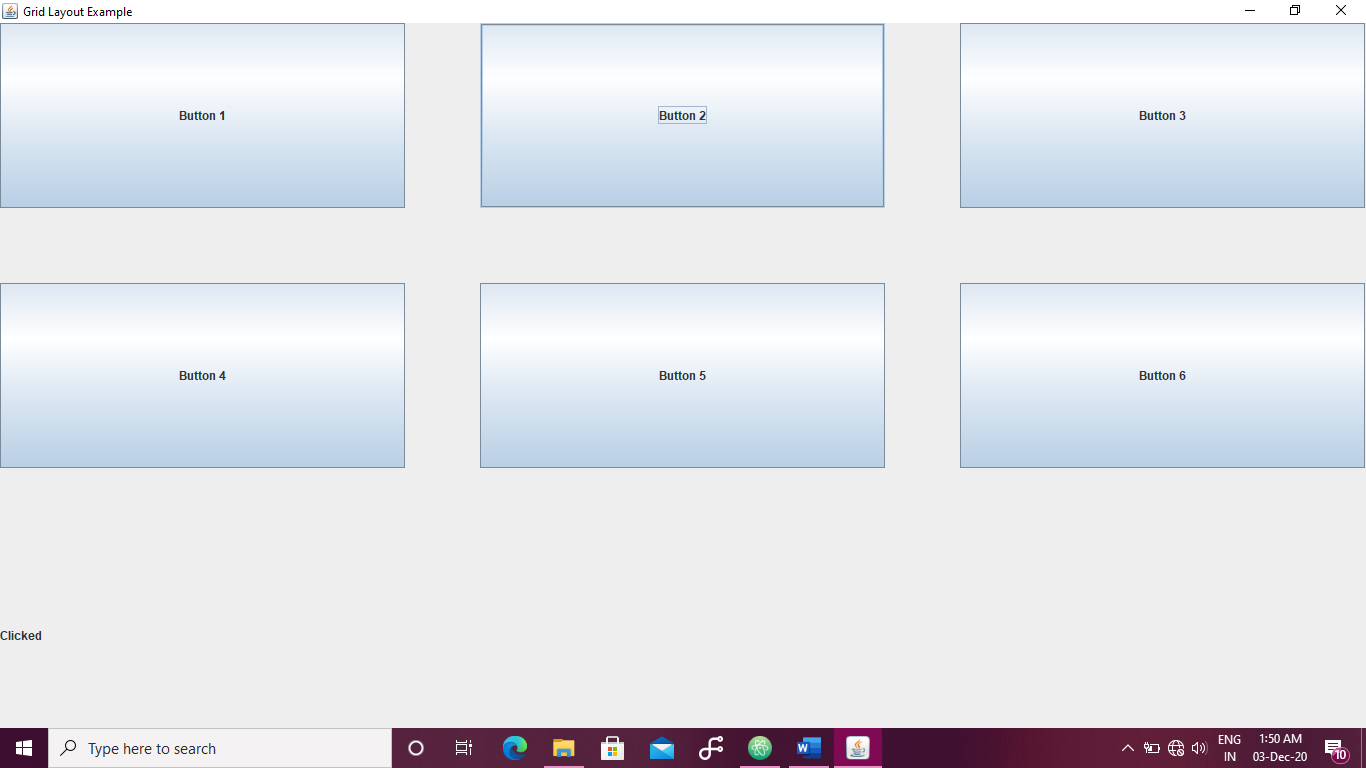 Grid Layout Example
Button 1 Button 2 Button 3
Button 4 Button 5 Button 6
Clicked
Type here to search
ENG
IN
1:50 AM
03-Dec-20
10